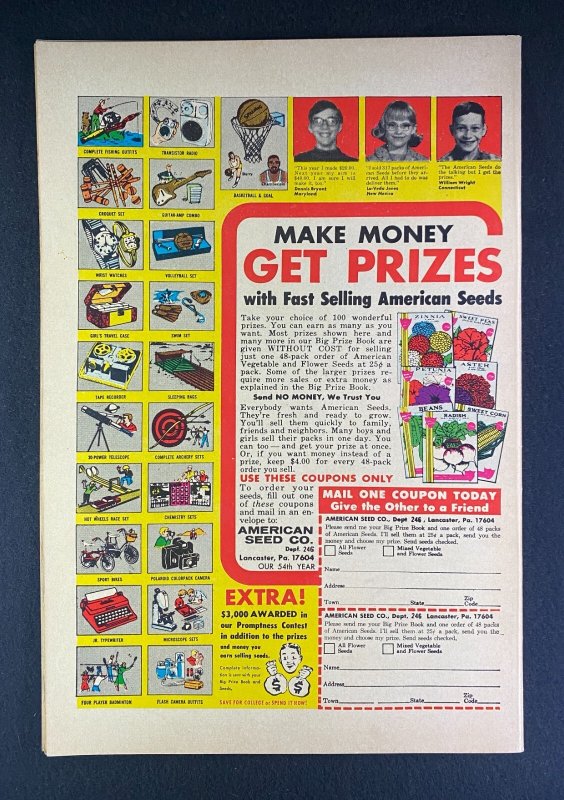 COMPLETE FISHING OUTFITS
TRANSISTOR RADIO
CROQUET SET
GUITAR-AMP COMBO
WRIST WATCHES
VOLLEYBALL SET
GIRL'S TRAVEL CASE
SWIM SET
TAPE RECORDER
SLEEPING BAGS
30-POWER TELESCOPE
COMPLETE ARCHERY SETS
HOT WHEELS RACE SET
CHEMISTRY SETS
SPORT BIKES
POLAROID COLORPACK CAMERA
JR. TYPEWRITER
MICROSCOPE SETS
FOUR PLAYER BADMINTON
FLASH CAMERA OUTFITS
BASKETBALL & GOAL
"This year I made $28.00.
Next year my aim is
$40.00. I am sure I will
make it, too."
Dennis Bryant
Maryland
"I sold 317 packs of Ameri-
can Seeds before they ar-
rived. All I had to do was
deliver them."
LaVeda Jones
New Mexico
"The American Seeds do
the talking but I get the
prizes."
William Wright
Connecticut
MAKE MONEY
GET PRIZES
with Fast Selling American Seeds
Take your choice of 100 wonderful
prizes. You can earn as many as you
want. Most prizes shown here and
many more in our Big Prize Book are
given WITHOUT COST for selling
just one 48-pack order of American
Vegetable and Flower Seeds at 25¢ a
pack. Some of the larger prizes re-
quire more sales or extra money as
explained in the Big Prize Book.
Send NO MONEY, We Trust You
Everybody wants American Seeds.
They're fresh and ready to grow.
You'll sell them quickly to family,
friends and neighbors. Many boys and
girls sell their packs in one day. You
can too—and get your prize at once.
Or, if you want money instead of a
prize, keep $4.00 for every 48-pack
order you sell.
ZINNIA
SWEET PEAS
PETUNIA
ASTER
BEANS
RADISH
SWEET CORN
USE THESE COUPONS ONLY
To order your
seeds, fill out one
of these coupons
and mail in an en-
velope to:
AMERICAN
SEED CO.
Dept. 246
Lancaster, Pa. 17604
OUR 54th YEAR
EXTRA!
$3,000 AWARDED in
our Promptness Contest
in addition to the prizes
and money you
earn selling seeds.
Complete informa-
tion is sent with your
Big Prize Book and
Seeds.
SAVE FOR COLLEGE or SPEND IT NOW!
MAIL ONE COUPON TODAY
Give the Other to a Friend
AMERICAN SEED CO., Dept 246, Lancaster, Pa. 17604
Please send me your Big Prize Book and one order of 48 packs
of American Seeds. I'll sell them at 25¢ a pack, send you the
money and choose my prize. Send seeds checked.
All Flower
Seeds
Mixed Vegetable
and Flower Seeds
Name
Address
Town State Zip Code
AMERICAN SEED CO., Dept. 246, Lancaster, Pa. 17604
Please send me your Big Prize Book and one order of 48 packs
of American Seeds. I'll sell them at 25¢ a pack, send you the
money and choose my prize. Send seeds checked.
All Flower
Seeds
Mixed Vegetable
and Flower Seeds
Name
Address
Town State Zip Code